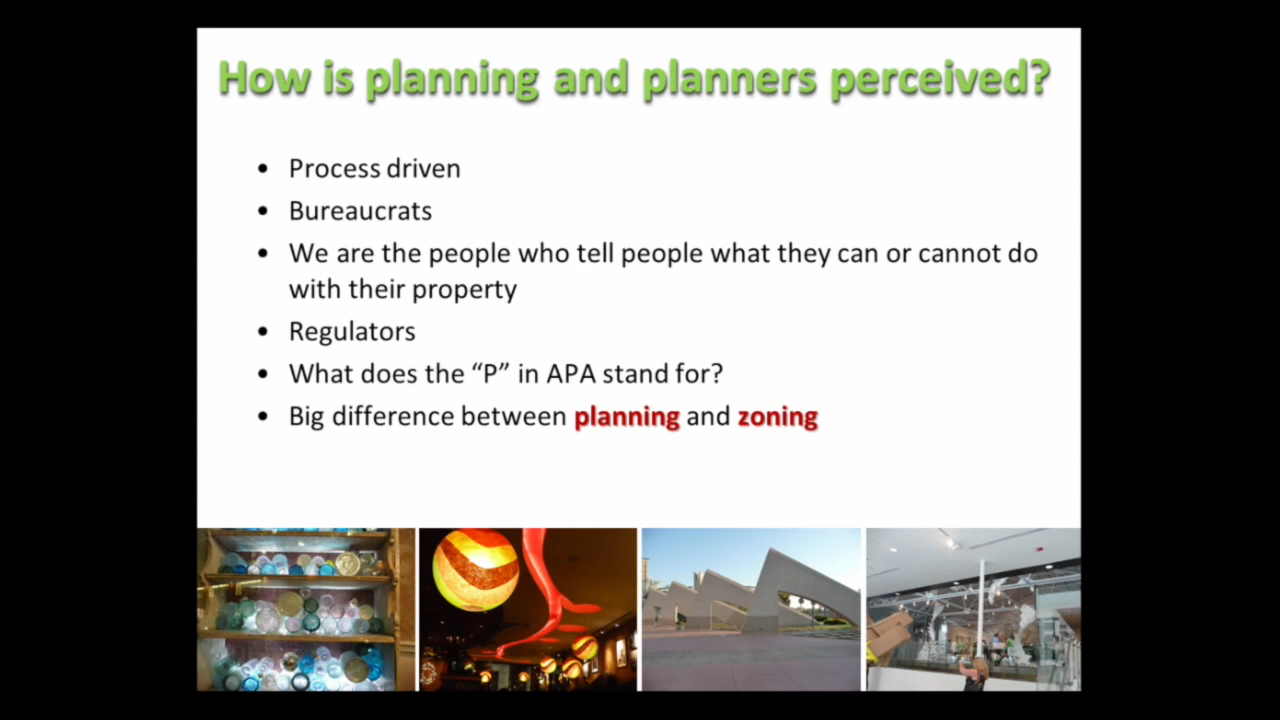 How is planning and planners perceived?
• Process driven
• Bureaucrats
• We are the people who tell people what they can or cannot do
with their property
• Regulators
• What does the “P” in APA stand for?
• Big difference between planning and zoning